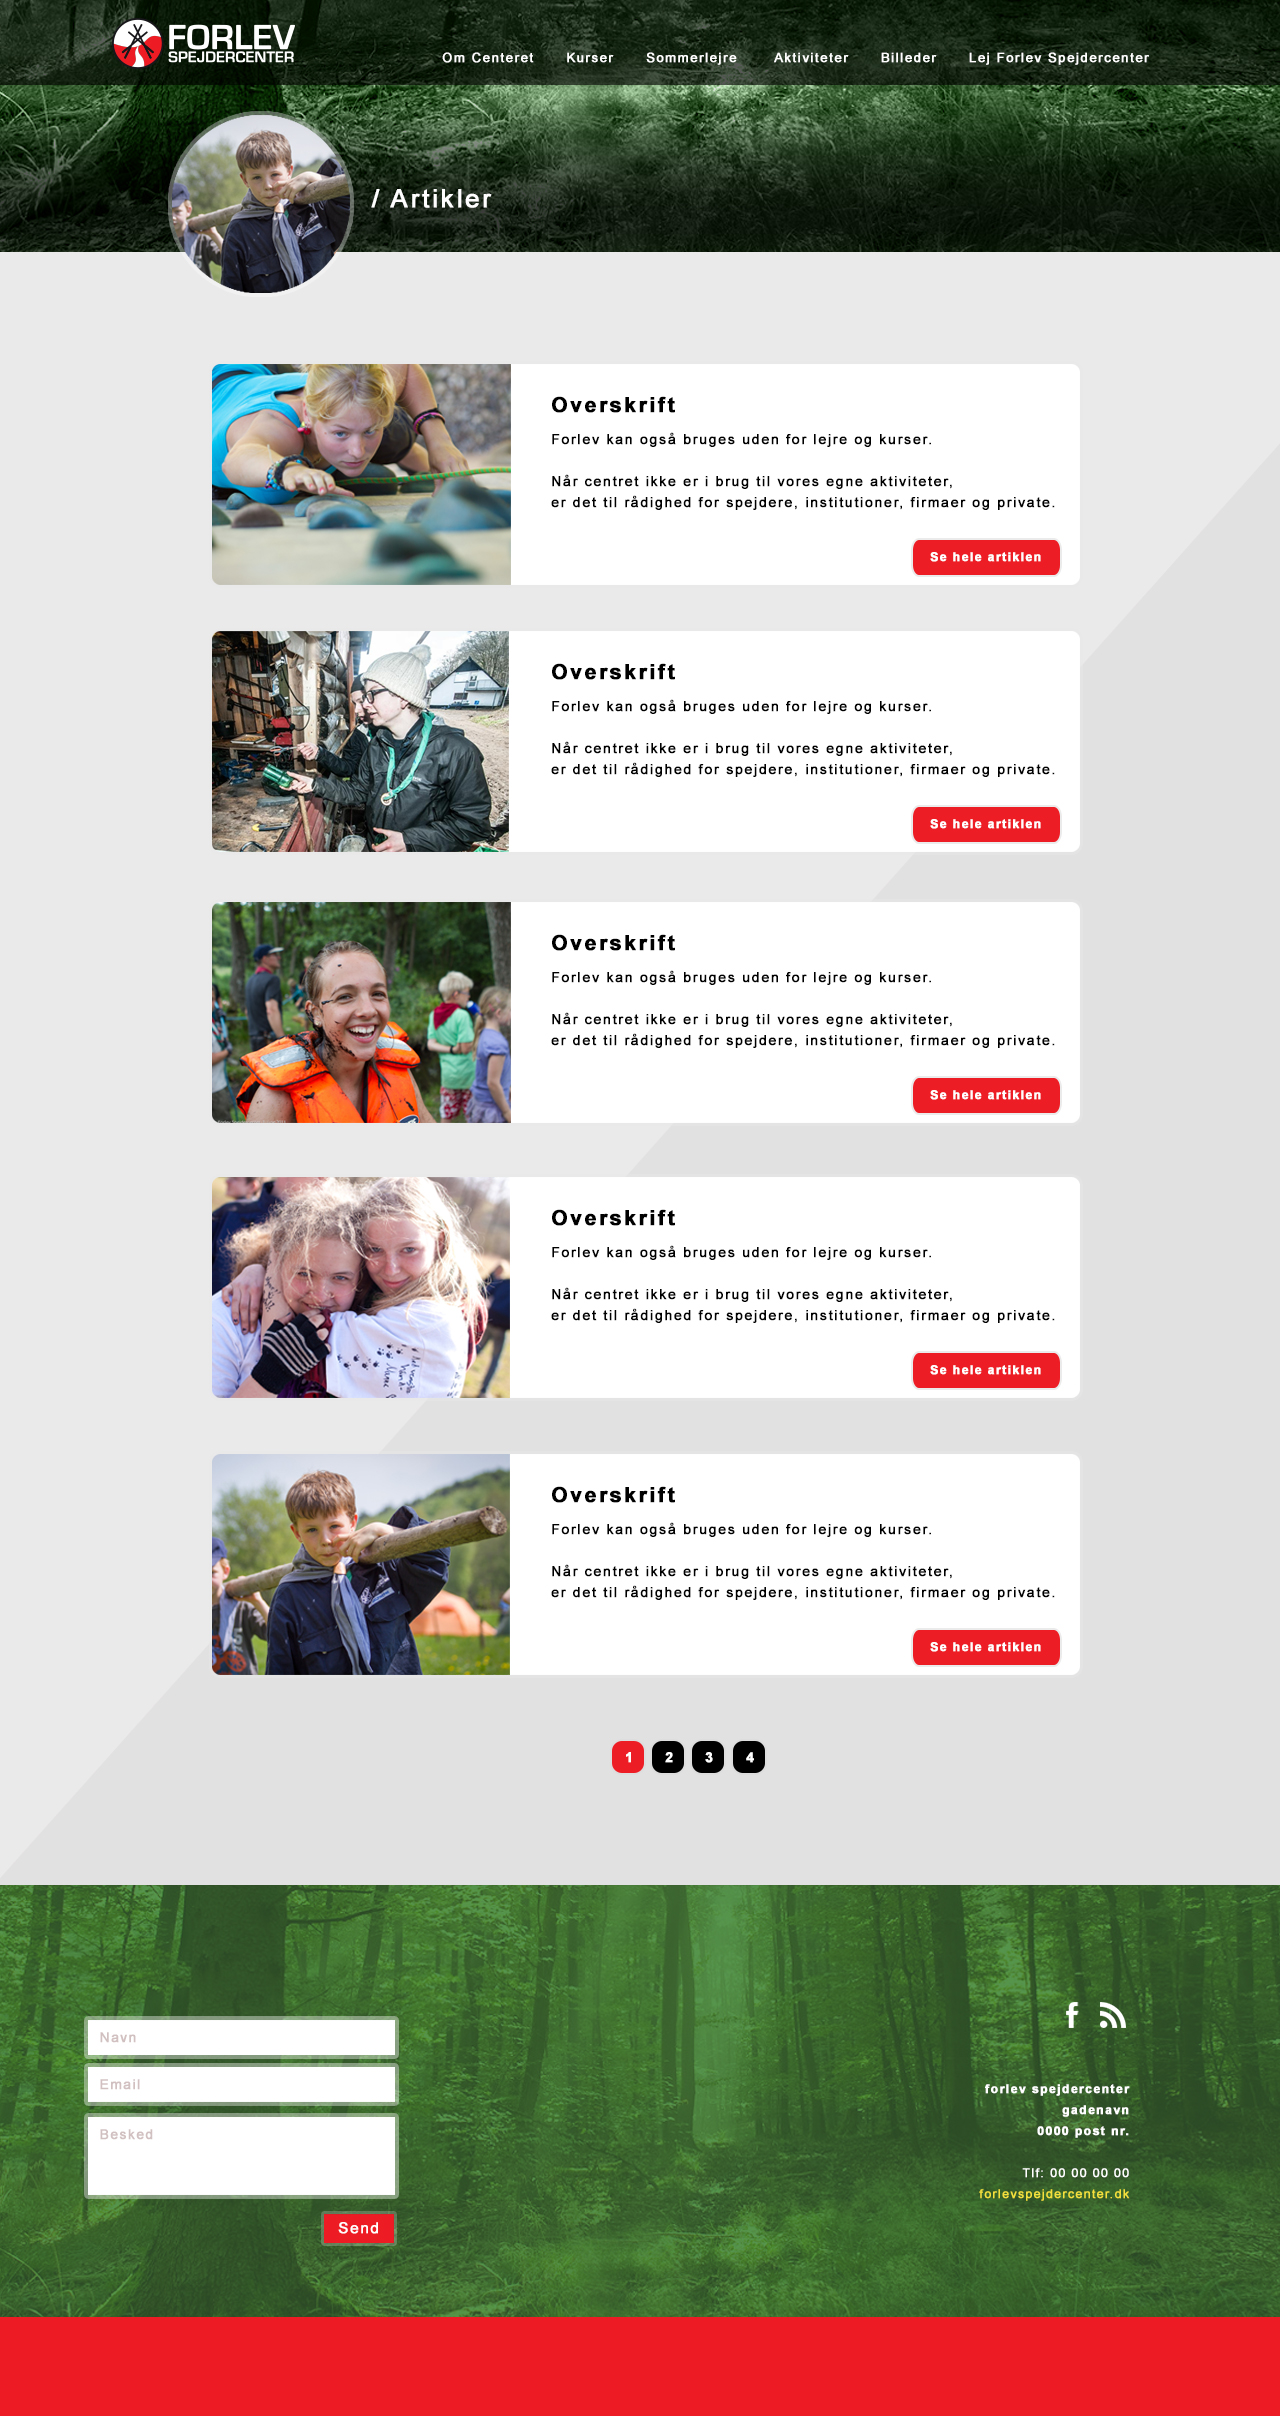 FORLEV
SPEJDERCENTER
Om Centeret Kurser Sommerlejre Aktiviteter Billeder Lej Forlev Spejdercenter
/ Artikler
Overskrift
Forlev kan også bruges uden for lejre og kurser.
Når centret ikke er i brug til vores egne aktiviteter,
er det til rådighed for spejdere, institutioner, firmaer og private.
Se hele artiklen
Overskrift
Forlev kan også bruges uden for lejre og kurser.
Når centret ikke er i brug til vores egne aktiviteter,
er det til rådighed for spejdere, institutioner, firmaer og private.
Se hele artiklen
Overskrift
Forlev kan også bruges uden for lejre og kurser.
Når centret ikke er i brug til vores egne aktiviteter,
er det til rådighed for spejdere, institutioner, firmaer og private.
Se hele artiklen
Overskrift
Forlev kan også bruges uden for lejre og kurser.
Når centret ikke er i brug til vores egne aktiviteter,
er det til rådighed for spejdere, institutioner, firmaer og private.
Se hele artiklen
Overskrift
Forlev kan også bruges uden for lejre og kurser.
Når centret ikke er i brug til vores egne aktiviteter,
er det til rådighed for spejdere, institutioner, firmaer og private.
Se hele artiklen
1 2 3 4
Navn
Email
Besked
Send
forlev spejdercenter
gadenavn
0000 post nr.
Tlf: 00 00 00 00
forlevspejdercenter.dk